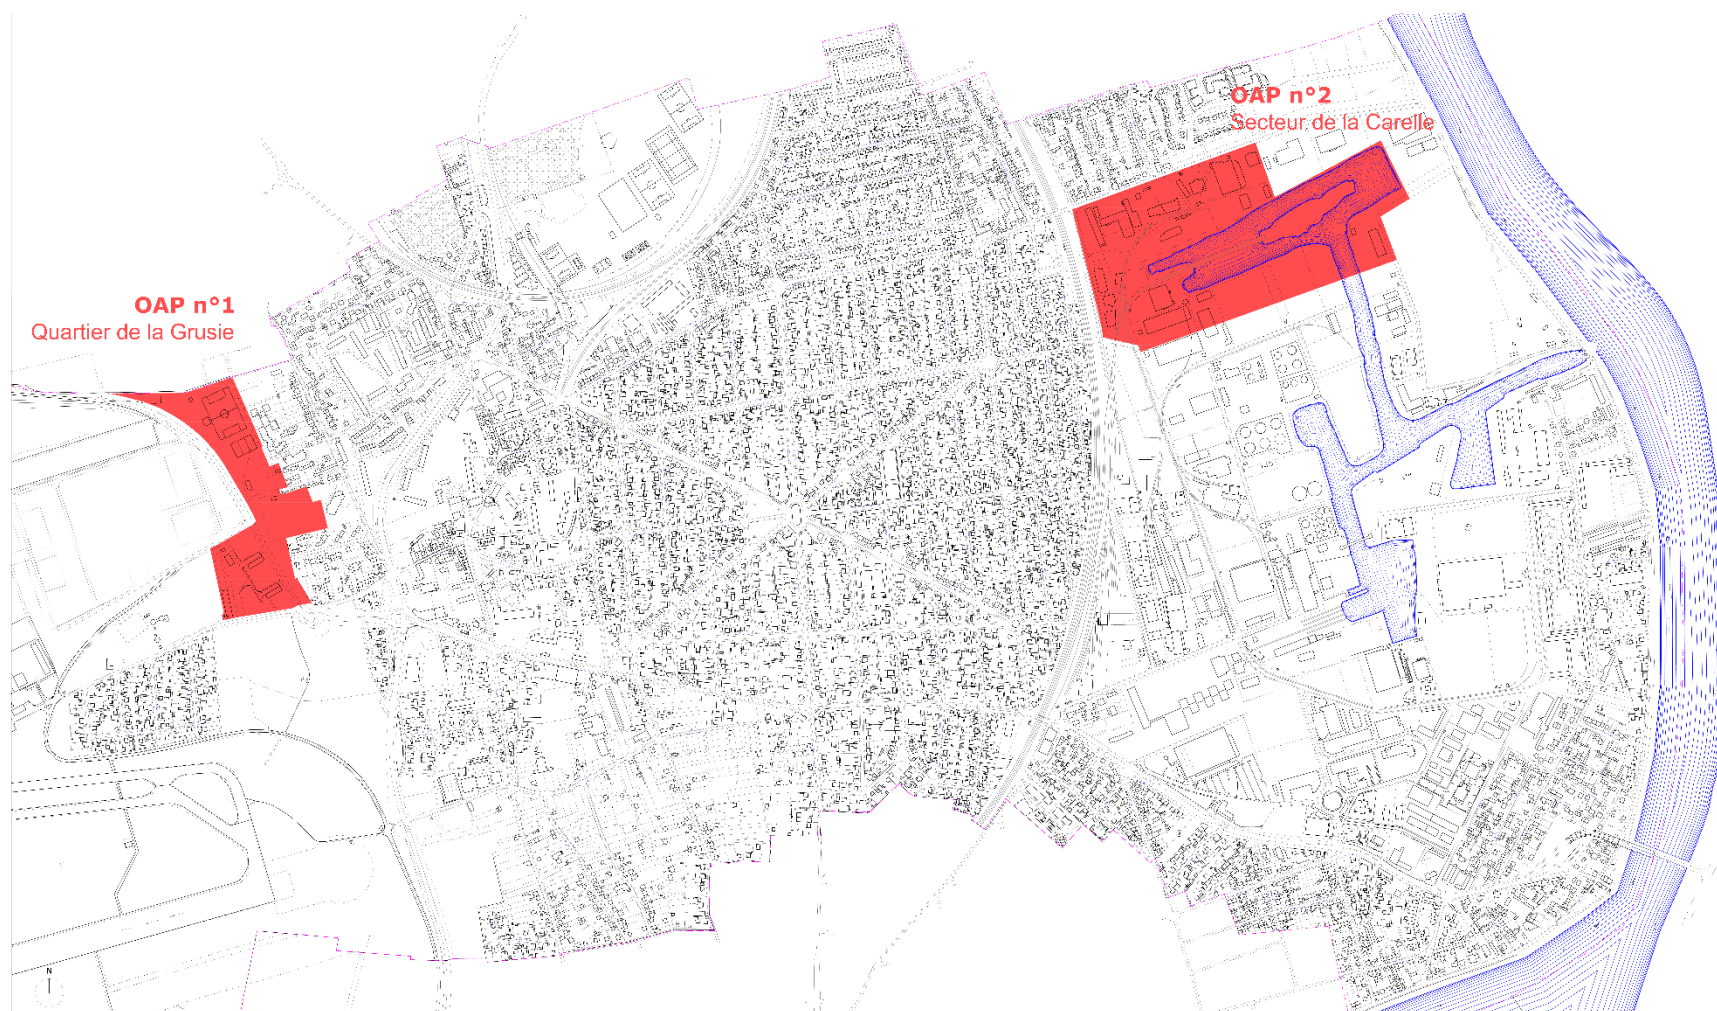 OAP n°2
Secteur de la Carelle
OAP n°1
Quartier de la Grusie
N